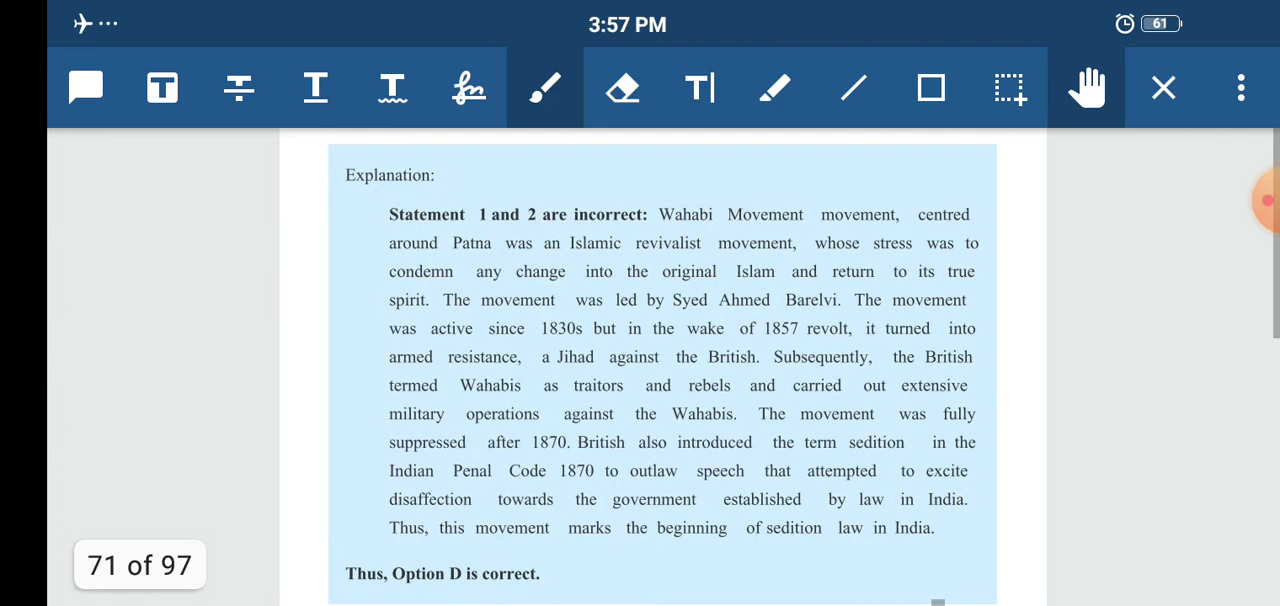 3:57 PM
61
Explanation:
Statement 1 and 2 are incorrect: Wahabi Movement movement, centred
around Patna was an Islamic revivalist movement, whose stress was to
condemn any change into the original Islam and return to its true
spirit. The movement was led by Syed Ahmed Barelvi. The movement
was active since 1830s but in the wake of 1857 revolt, it turned into
armed resistance, a Jihad against the British. Subsequently, the British
termed Wahabis as traitors and rebels and carried out extensive
military operations against the Wahabis. The movement was fully
suppressed after 1870. British also introduced the term sedition in the
Indian Penal Code 1870 to outlaw speech that attempted to excite
disaffection towards the government established by law in India.
Thus, this movement marks the beginning of sedition law in India.
71 of 97
Thus, Option D is correct.